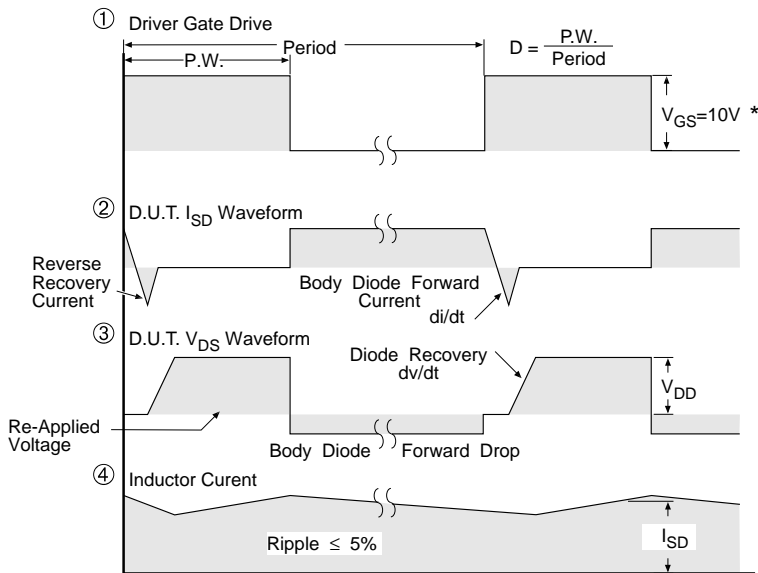 ① Driver Gate Drive
Period
P.W.
D = P.W. / Period
V_GS=10V *
② D.U.T. I_SD Waveform
Reverse
Recovery
Current
Body Diode Forward
Current
di/dt
③ D.U.T. V_DS Waveform
Diode Recovery
dv/dt
V_DD
Re-Applied
Voltage
Body Diode Forward Drop
④ Inductor Curent
Ripple ≤ 5%
I_SD